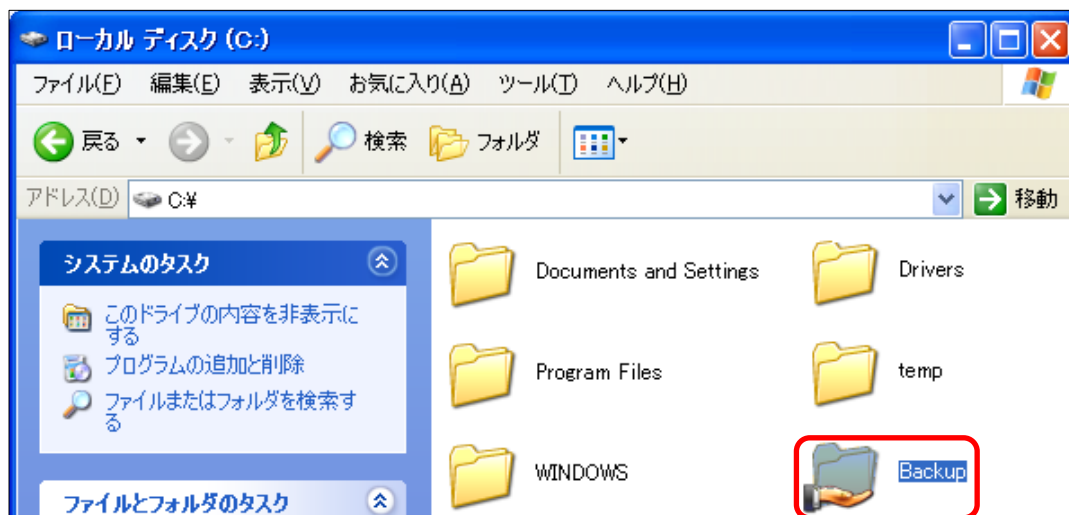 ローカル ディスク (C:)
ファイル(F) 編集(E) 表示(V) お気に入り(A) ツール(T) ヘルプ(H)
戻る 検索 フォルダ
アドレス(D) C:¥ 移動
システムのタスク
このドライブの内容を非表示に
する
プログラムの追加と削除
ファイルまたはフォルダを検索す
る
ファイルとフォルダのタスク
Documents and Settings
Drivers
Program Files
temp
WINDOWS
Backup